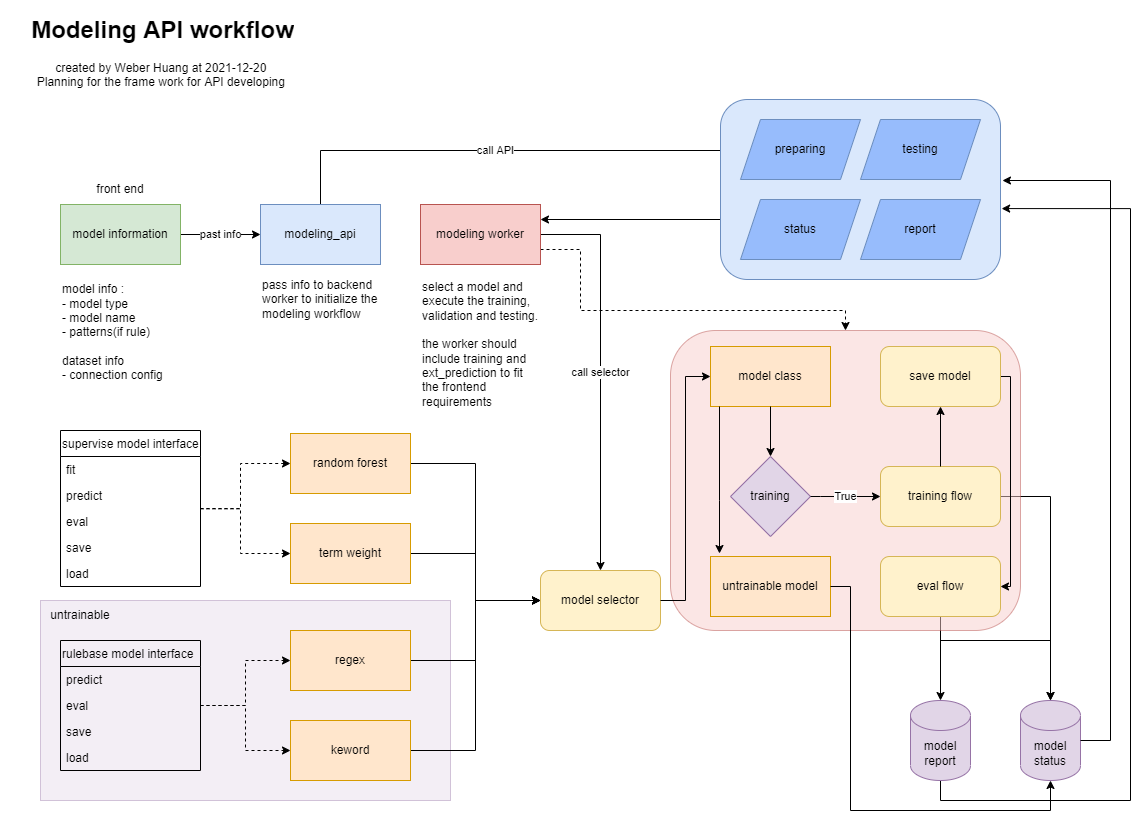 Modeling API workflow
created by Weber Huang at 2021-12-20
Planning for the frame work for API developing
call API
preparing
testing
status
report
front end
model information
past info
modeling_api
modeling worker
model info :
- model type
- model name
- patterns(if rule)
dataset info
- connection config
pass info to backend
worker to initialize the
modeling workflow
select a model and
execute the training,
validation and testing.
the worker should
include training and
ext_prediction to fit
the frontend
requirements
call selector
model class
save model
training
True
training flow
untrainable model
eval flow
supervise model interface
fit
predict
eval
save
load
random forest
term weight
model selector
untrainable
rulebase model interface
predict
eval
save
load
regex
keword
model
report
model
status